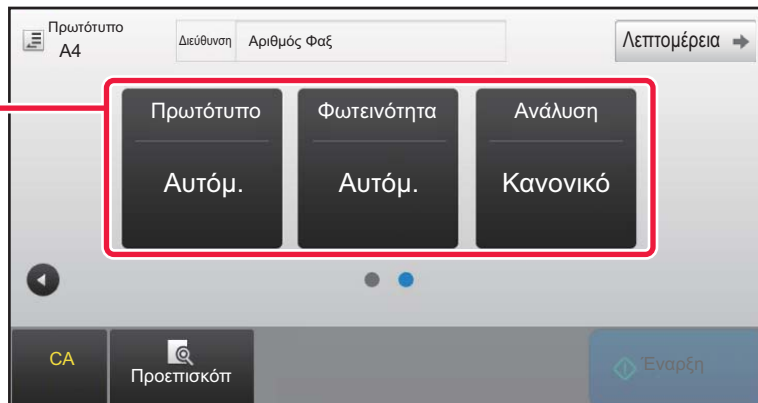 Πρωτότυπο
A4
Διεύθυνση
Αριθμός Φαξ
Λεπτομέρεια
Πρωτότυπο
Φωτεινότητα
Ανάλυση
Αυτόμ.
Αυτόμ.
Κανονικό
CA
Προεπισκόπ
Έναρξη